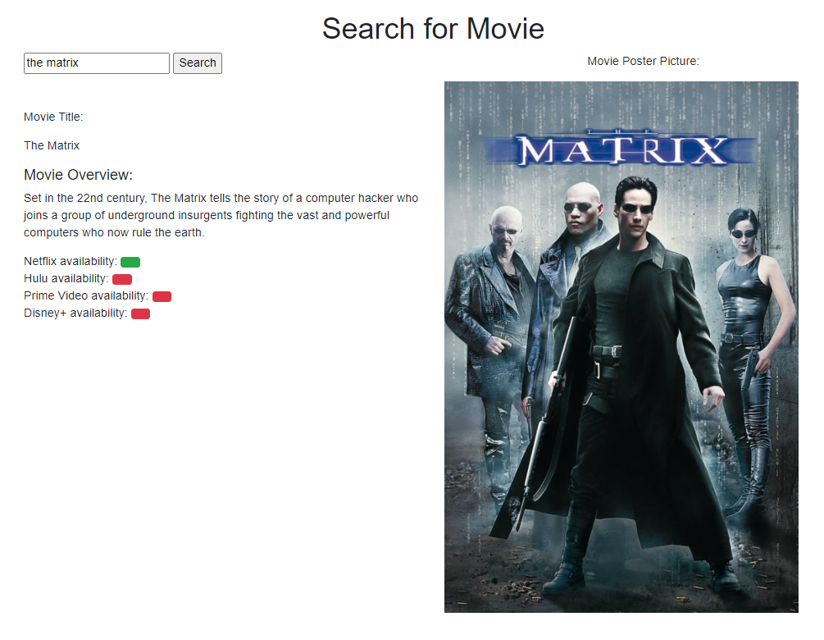 Search for Movie
the matrix
Search
Movie Title:
The Matrix
Movie Overview:
Set in the 22nd century, The Matrix tells the story of a computer hacker who
joins a group of underground insurgents fighting the vast and powerful
computers who now rule the earth.
Netflix availability:
Hulu availability:
Prime Video availability:
Disney+ availability:
Movie Poster Picture:
THE
MATRIX